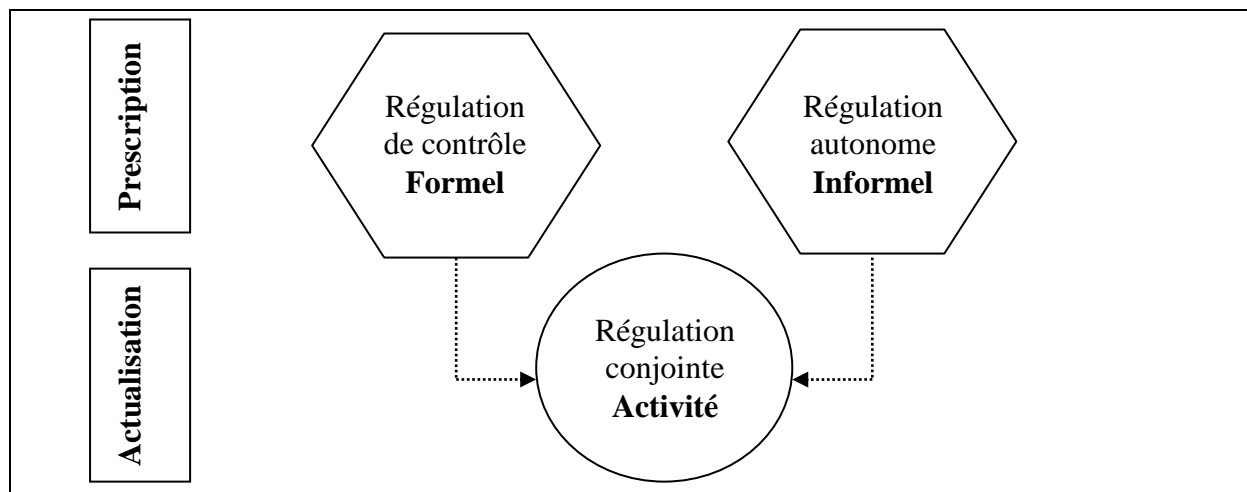 Prescription
Régulation
de contrôle
Formel
Régulation
autonome
Informel
Actualisation
Régulation
conjointe
Activité